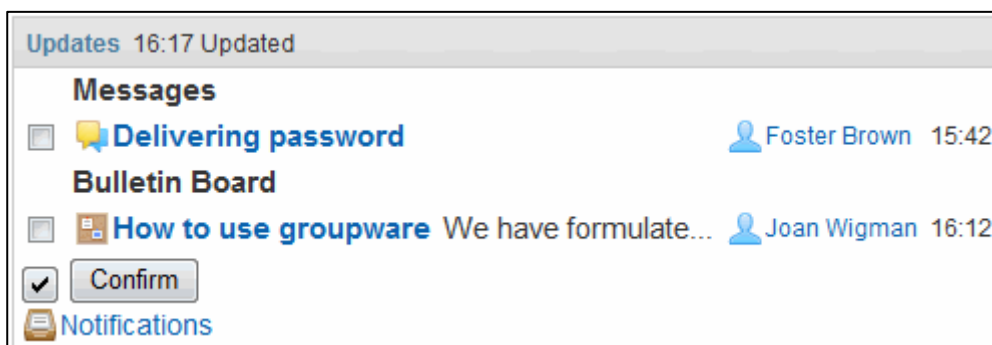 Updates 16:17 Updated
Messages
Delivering password Foster Brown 15:42
Bulletin Board
How to use groupware We have formulate... Joan Wigman 16:12
Confirm
Notifications